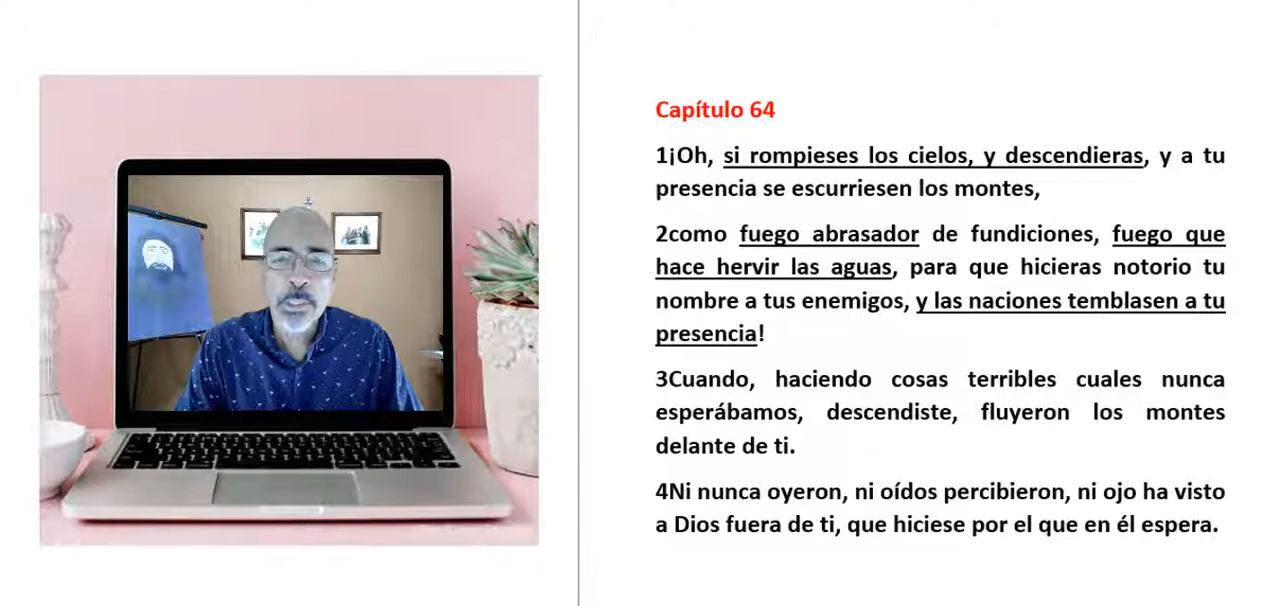 Capítulo 64
1¡Oh, si rompieses los cielos, y descendieras, y a tu
presencia se escurriesen los montes,
2como fuego abrasador de fundiciones, fuego que
hace hervir las aguas, para que hicieras notorio tu
nombre a tus enemigos, y las naciones temblasen a tu
presencia!
3Cuando, haciendo cosas terribles cuales nunca
esperábamos, descendiste, fluyeron los montes
delante de ti.
4Ni nunca oyeron, ni oídos percibieron, ni ojo ha visto
a Dios fuera de ti, que hiciese por el que en él espera.